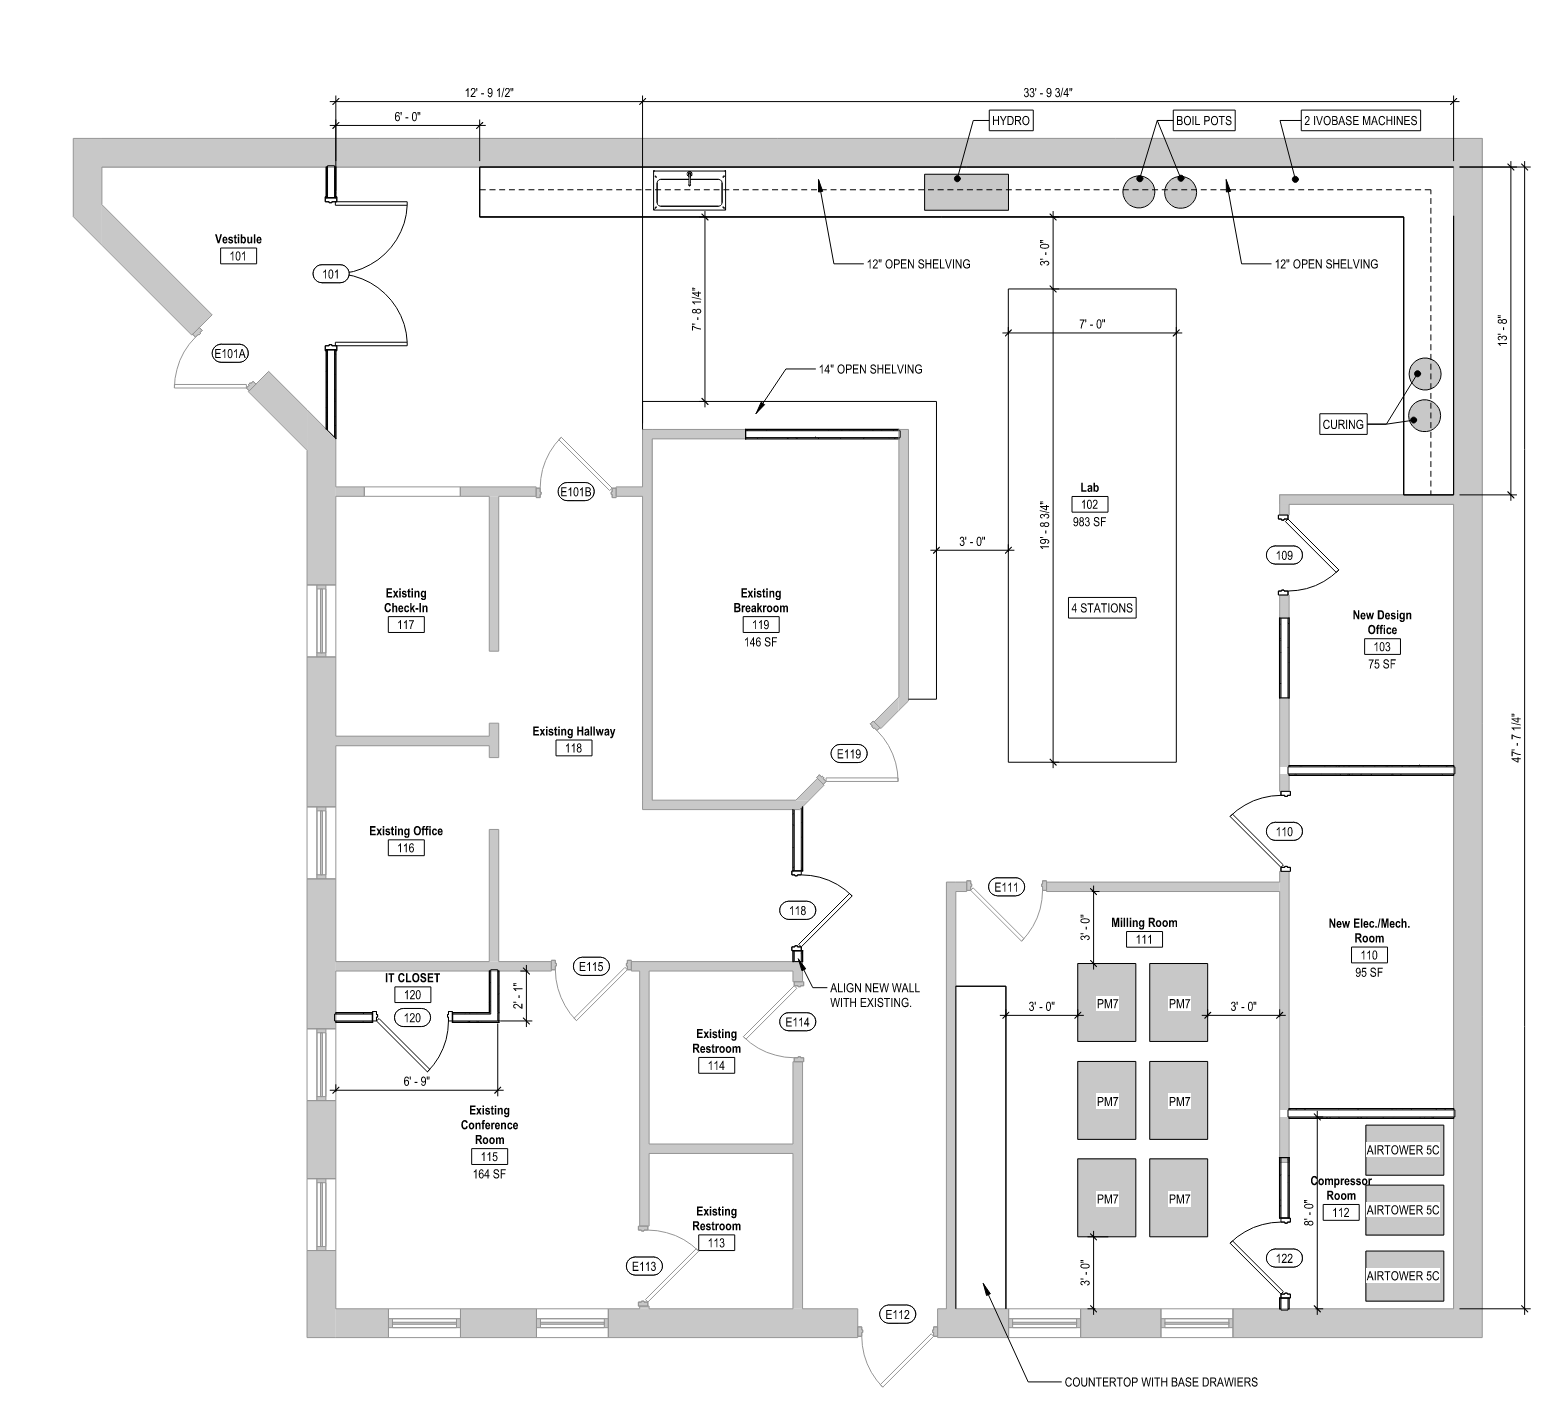 12' - 9 1/2"
33' - 9 3/4"
6' - 0"
HYDRO
BOIL POTS
2 IVOBASE MACHINES
Vestibule
101
101
E101A
12" OPEN SHELVING
12" OPEN SHELVING
3' - 0"
7' - 8 1/4"
7' - 0"
13' - 8"
14" OPEN SHELVING
CURING
E101B
Lab
102
983 SF
19' - 8 3/4"
3' - 0"
109
Existing
Check-In
117
Existing
Breakroom
119
146 SF
4 STATIONS
New Design
Office
103
75 SF
Existing Hallway
118
E119
47' - 7 1/4"
Existing Office
116
110
E111
118
Milling Room
111
3' - 0"
New Elec./Mech.
Room
110
95 SF
E115
IT CLOSET
120
120
2' - 1"
ALIGN NEW WALL
WITH EXISTING.
3' - 0"
PM7
PM7
3' - 0"
E114
Existing
Restroom
114
6' - 9"
PM7
PM7
Existing
Conference
Room
115
164 SF
AIRTOWER 5C
Compressor
Room
112
AIRTOWER 5C
8' - 0"
PM7
PM7
Existing
Restroom
113
E113
122
3' - 0"
AIRTOWER 5C
E112
COUNTERTOP WITH BASE DRAWIERS